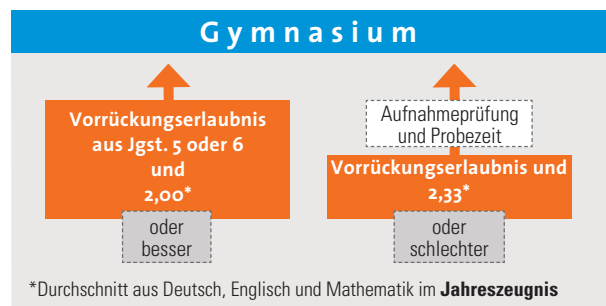 Gymnasium
Vorrückungserlaubnis
aus Jgst. 5 oder 6
und
2,00*
oder
besser
Aufnahmeprüfung
und Probezeit
Vorrückungserlaubnis und
2,33*
oder
schlechter
*Durchschnitt aus Deutsch, Englisch und Mathematik im Jahreszeugnis